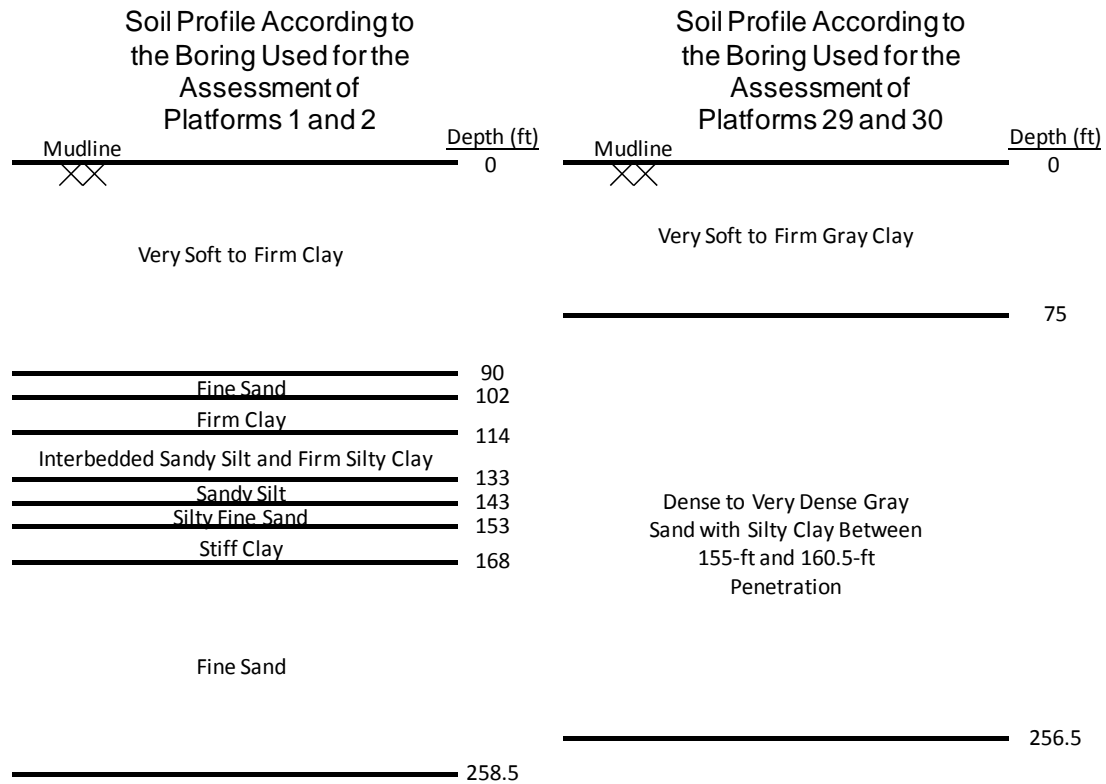 Soil Profile According to
the Boring Used for the
Assessment of
Platforms 1 and 2
Mudline
Depth (ft)
0
Very Soft to Firm Clay
90
Fine Sand
102
Firm Clay
114
Interbedded Sandy Silt and Firm Silty Clay
133
Sandy Silt
143
Silty Fine Sand
153
Stiff Clay
168
Fine Sand
258.5
Soil Profile According to
the Boring Used for the
Assessment of
Platforms 29 and 30
Mudline
Depth (ft)
0
Very Soft to Firm Gray Clay
75
Dense to Very Dense Gray
Sand with Silty Clay Between
155-ft and 160.5-ft
Penetration
256.5